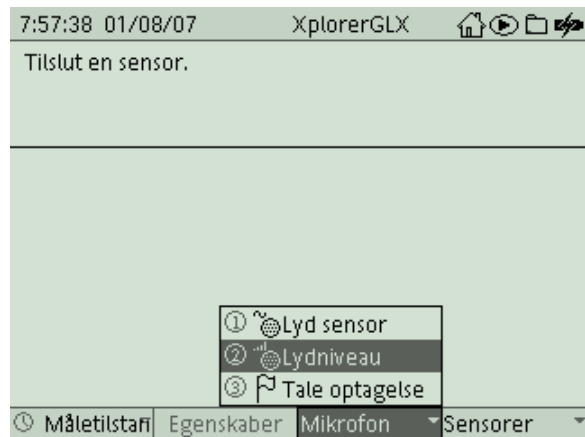 7:57:38 01/08/07 XplorerGLX
Tilslut en sensor.
① Lyd sensor
② Lydniveau
③ Tale optagelse
Måletilstan Egenskaber Mikrofon Sensorer